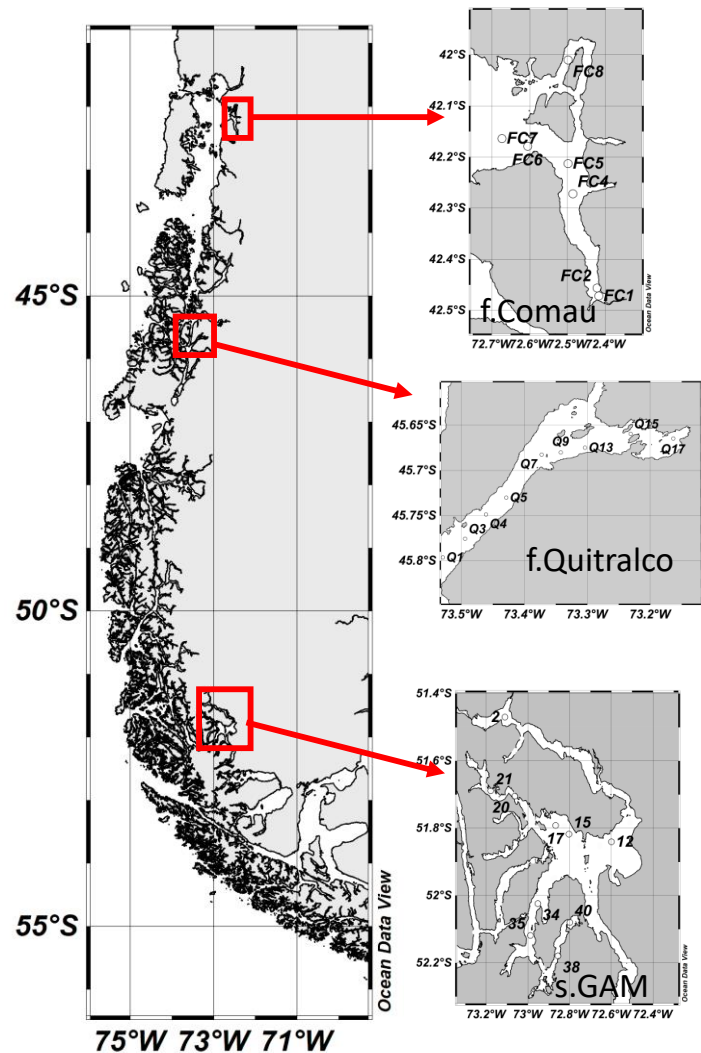 45°S
50°S
55°S
75°W 73°W 71°W
Ocean Data View
42°S
42.1°S
42.2°S
42.3°S
42.4°S
42.5°S
FC8
FC7
FC6
FC5
FC4
FC2
FC1
f.Comau
72.7°W 72.6°W 72.5°W 72.4°W
Ocean Data View
45.65°S
45.7°S
45.75°S
45.8°S
Q15
Q9
Q13
Q17
Q7
Q5
Q3
Q4
Q1
f.Quitralco
73.5°W 73.4°W 73.3°W 73.2°W
51.4°S
51.6°S
51.8°S
52°S
52.2°S
2
21
20
15
17
12
35
34
40
38
s.GAM
73.2°W 73°W 72.8°W 72.6°W 72.4°W
Ocean Data View